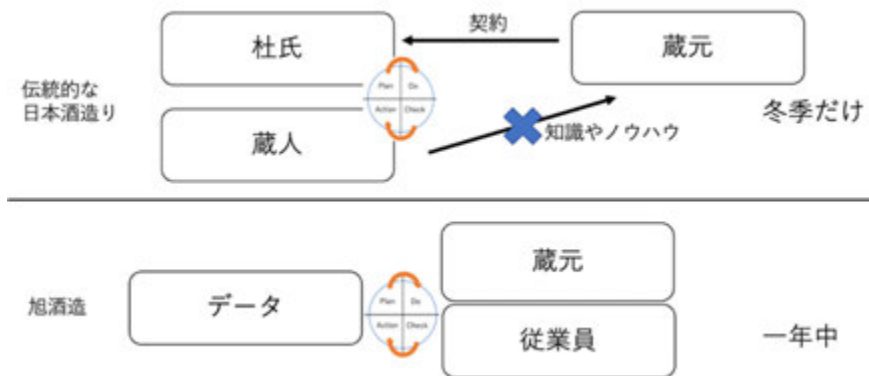 杜氏
契約
蔵元
伝統的な
日本酒造り
Plan Do
Action Check
蔵人
知識やノウハウ
冬季だけ
旭酒造
データ
Plan Do
Action Check
蔵元
従業員
一年中